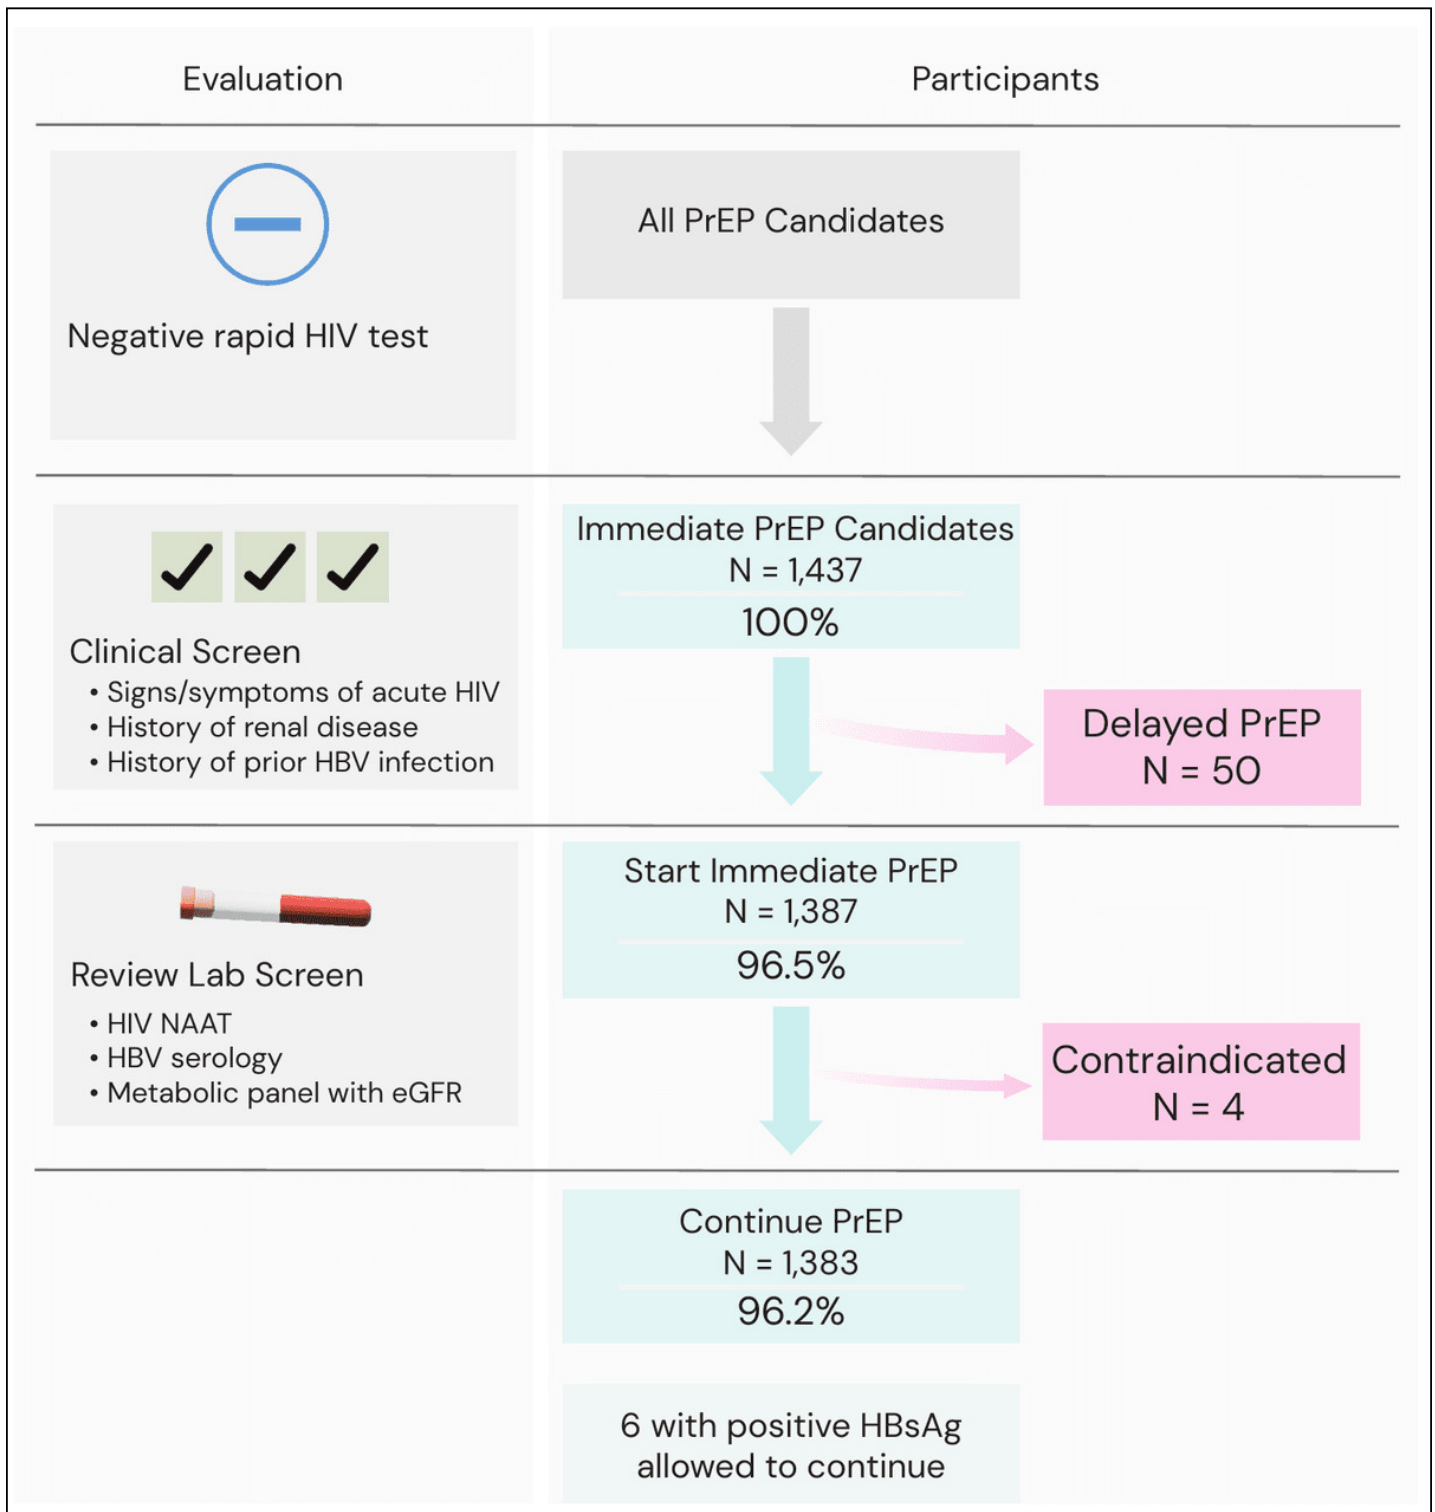 Evaluation
Participants
Negative rapid HIV test
All PrEP Candidates
Clinical Screen
• Signs/symptoms of acute HIV
• History of renal disease
• History of prior HBV infection
Immediate PrEP Candidates
N = 1,437
100%
Delayed PrEP
N = 50
Review Lab Screen
• HIV NAAT
• HBV serology
• Metabolic panel with eGFR
Start Immediate PrEP
N = 1,387
96.5%
Contraindicated
N = 4
Continue PrEP
N = 1,383
96.2%
6 with positive HBsAg
allowed to continue